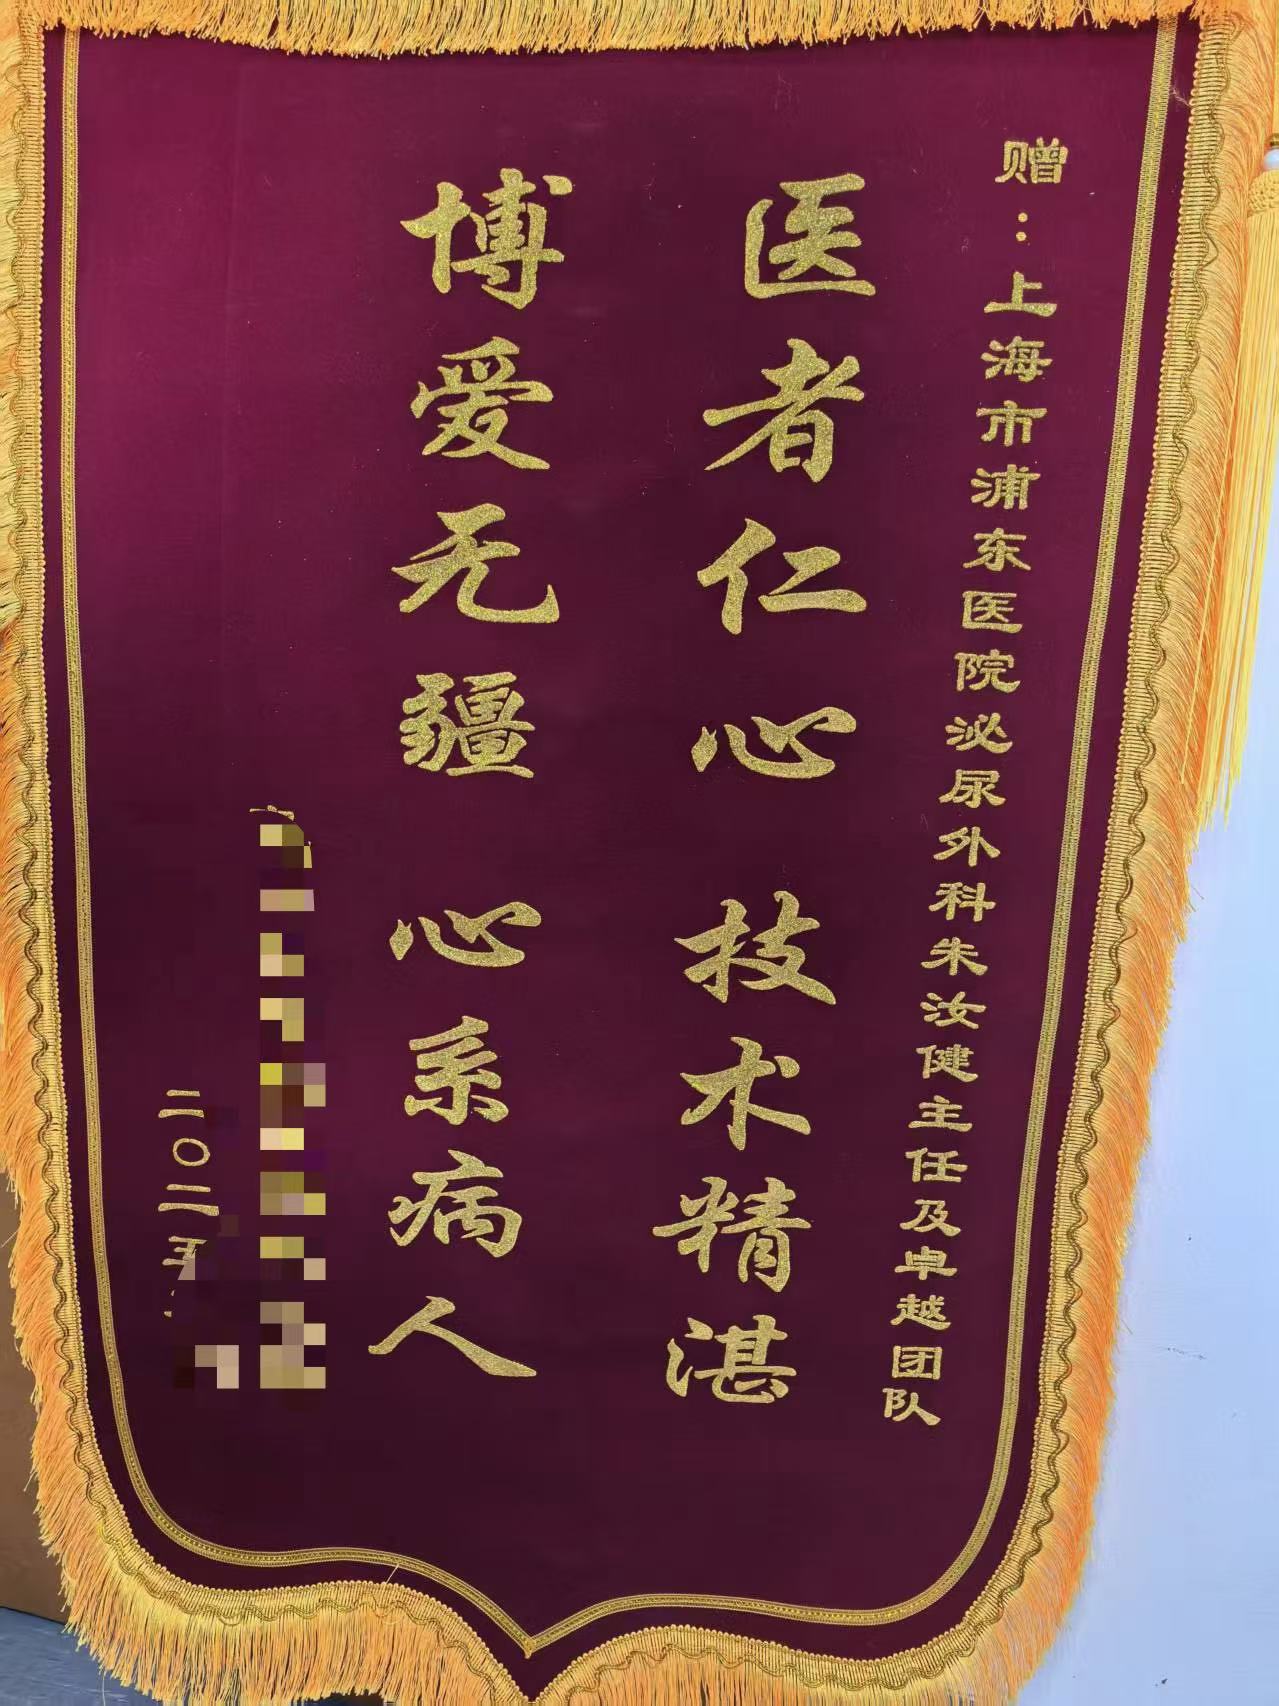 赠：上海市浦东医院泌尿外科朱汝健主任及卓越团队
医者仁心 技术精湛
博爱无疆 心系病人
二〇二